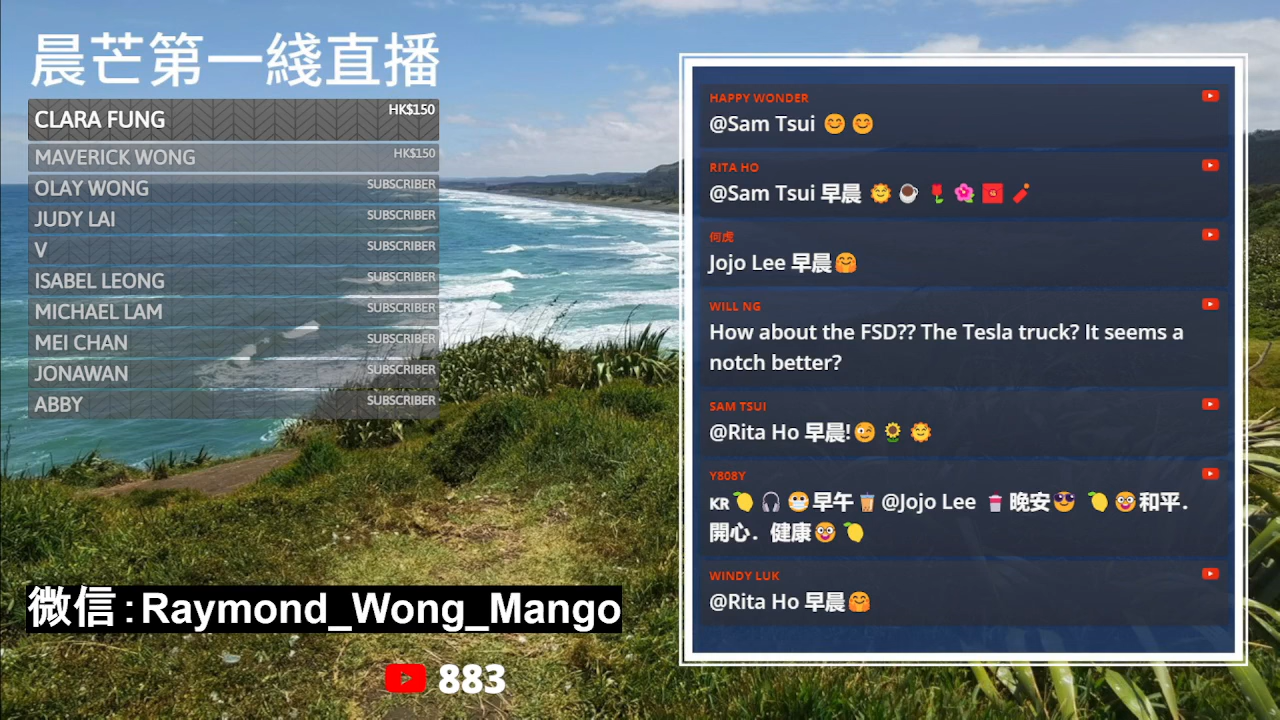 晨芒第一綫直播
CLARA FUNG HK$150
MAVERICK WONG HK$150
OLAY WONG SUBSCRIBER
JUDY LAI SUBSCRIBER
V SUBSCRIBER
ISABEL LEONG SUBSCRIBER
MICHAEL LAM SUBSCRIBER
MEI CHAN SUBSCRIBER
JONAWAN SUBSCRIBER
ABBY SUBSCRIBER
微信:Raymond_Wong_Mango
883
HAPPY WONDER
@Sam Tsui 😊 😊
RITA HO
@Sam Tsui 早晨 🌞 ☕ 🌷 🌺 🧧 🧨
何虎
Jojo Lee 早晨🤗
WILL NG
How about the FSD?? The Tesla truck? It seems a
notch better?
SAM TSUI
@Rita Ho 早晨!😉 🌻 🌞
Y808Y
🇰🇷🍋 🎧 😷早午🧋@Jojo Lee 🥤晚安😎 🍋 🤡和平.
開心. 健康🤡 🍋
WINDY LUK
@Rita Ho 早晨🤗